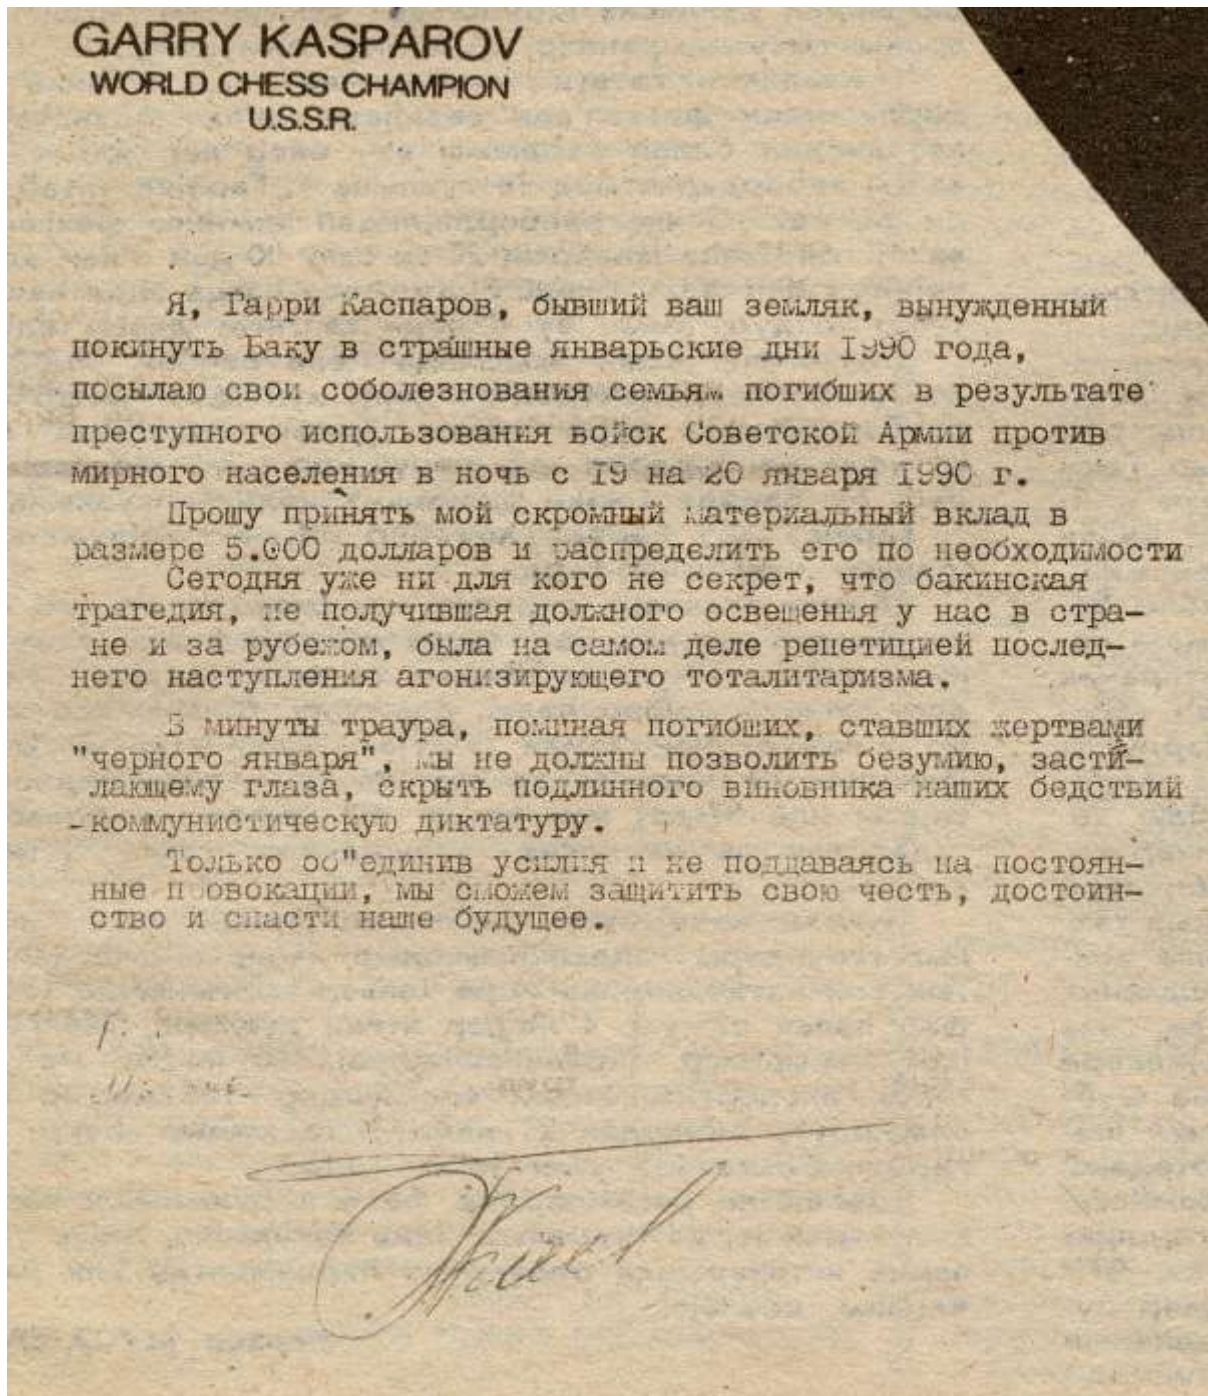 GARRY KASPAROV
WORLD CHESS CHAMPION
U.S.S.R.
Я, Гарри Каспаров, бывший ваш земляк, вынужденный
покинуть Баку в страшные январьские дни 1990 года,
посылаю свои соболезнования семьям погибших в результате
преступного использования войск Советской Армии против
мирного населения в ночь с 19 на 20 января 1990 г.
Прошу принять мой скромный материальный вклад в
размере 5.000 долларов и распределить его по необходимости
Сегодня уже ни для кого не секрет, что бакинская
трагедия, не получившая должного освещения у нас в стра-
не и за рубежом, была на самом деле репетицией послед-
него наступления агонизирующего тоталитаризма.
В минуты траура, поминая погибших, ставших жертвами
"черного января", мы не должны позволить безумию, засти-
лающему глаза, скрыть подлинного виновника наших бедствий
-коммунистическую диктатуру.
Только об"единив усилия и не поддаваясь на постоян-
ные провокации, мы сможем защитить свою честь, достоин-
ство и спасти наше будущее.